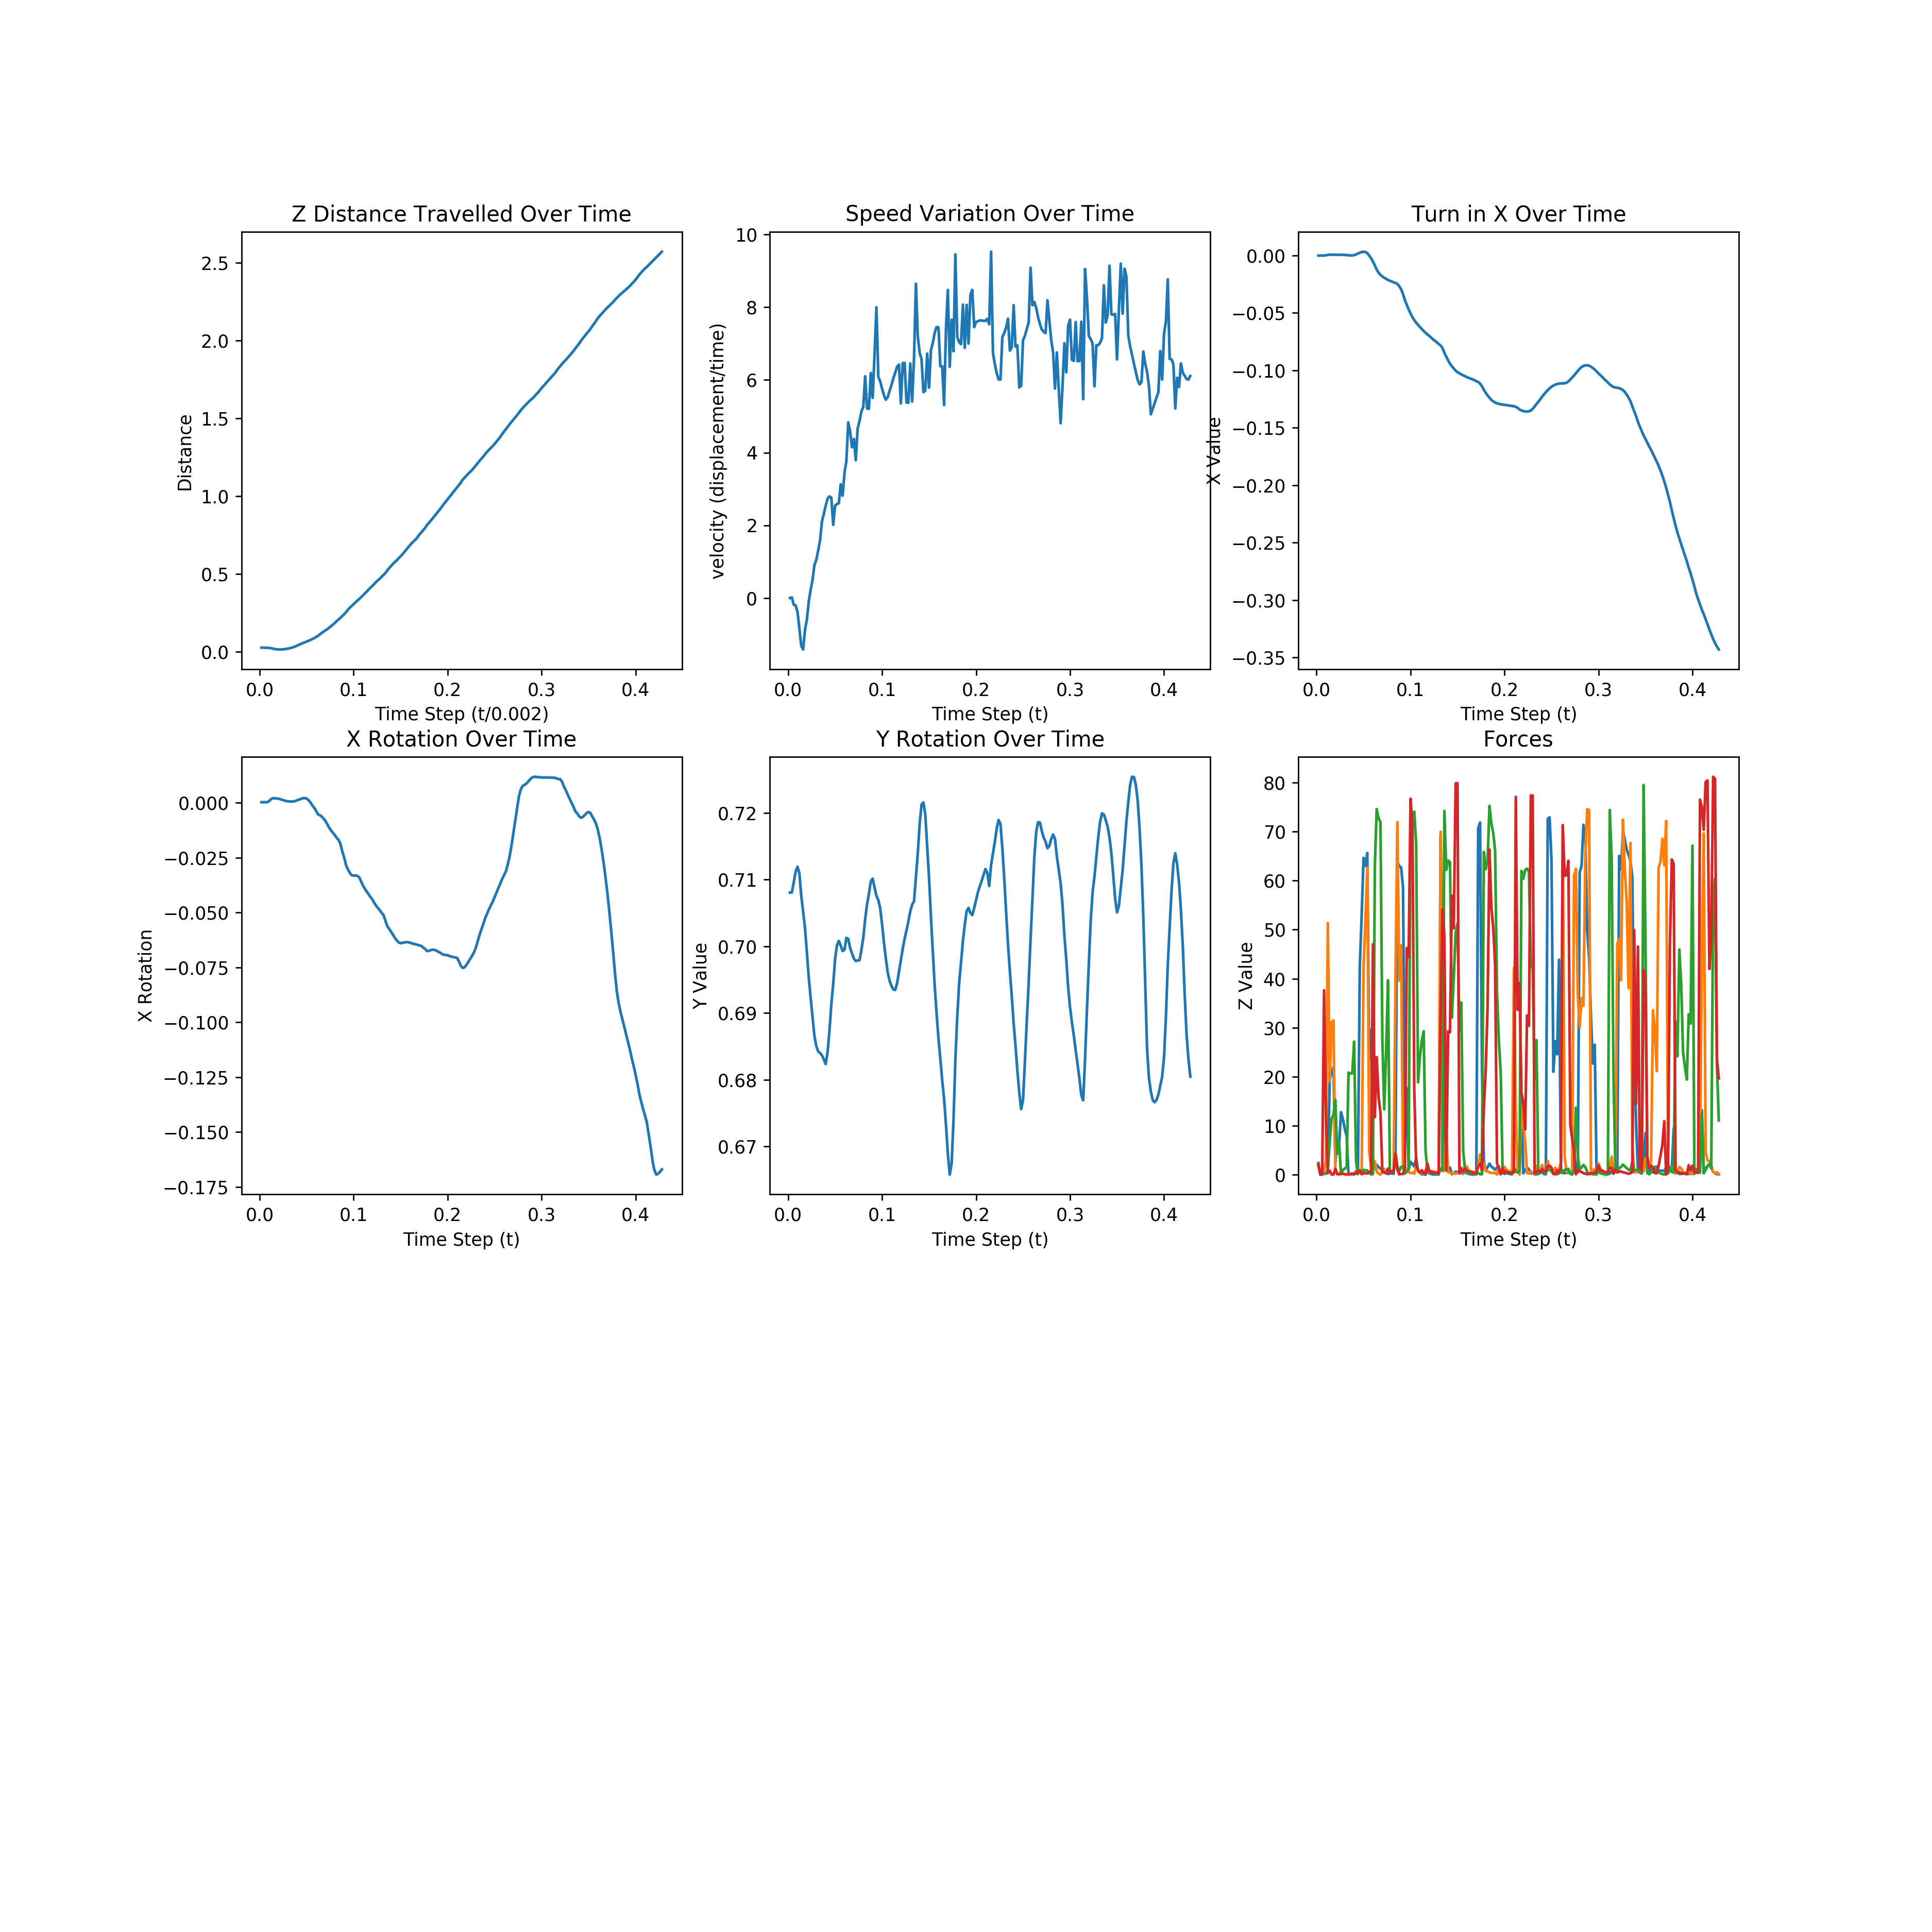 Z Distance Travelled Over Time
Distance
2.5
2.0
1.5
1.0
0.5
0.0
0.0 0.1 0.2 0.3 0.4
Time Step (t/0.002)
Speed Variation Over Time
velocity (displacement/time)
10
8
6
4
2
0
0.0 0.1 0.2 0.3 0.4
Time Step (t)
Turn in X Over Time
X Value
0.00
−0.05
−0.10
−0.15
−0.20
−0.25
−0.30
−0.35
0.0 0.1 0.2 0.3 0.4
Time Step (t)
X Rotation Over Time
X Rotation
0.000
−0.025
−0.050
−0.075
−0.100
−0.125
−0.150
−0.175
0.0 0.1 0.2 0.3 0.4
Time Step (t)
Y Rotation Over Time
Y Value
0.72
0.71
0.70
0.69
0.68
0.67
0.0 0.1 0.2 0.3 0.4
Time Step (t)
Forces
Z Value
80
70
60
50
40
30
20
10
0
0.0 0.1 0.2 0.3 0.4
Time Step (t)